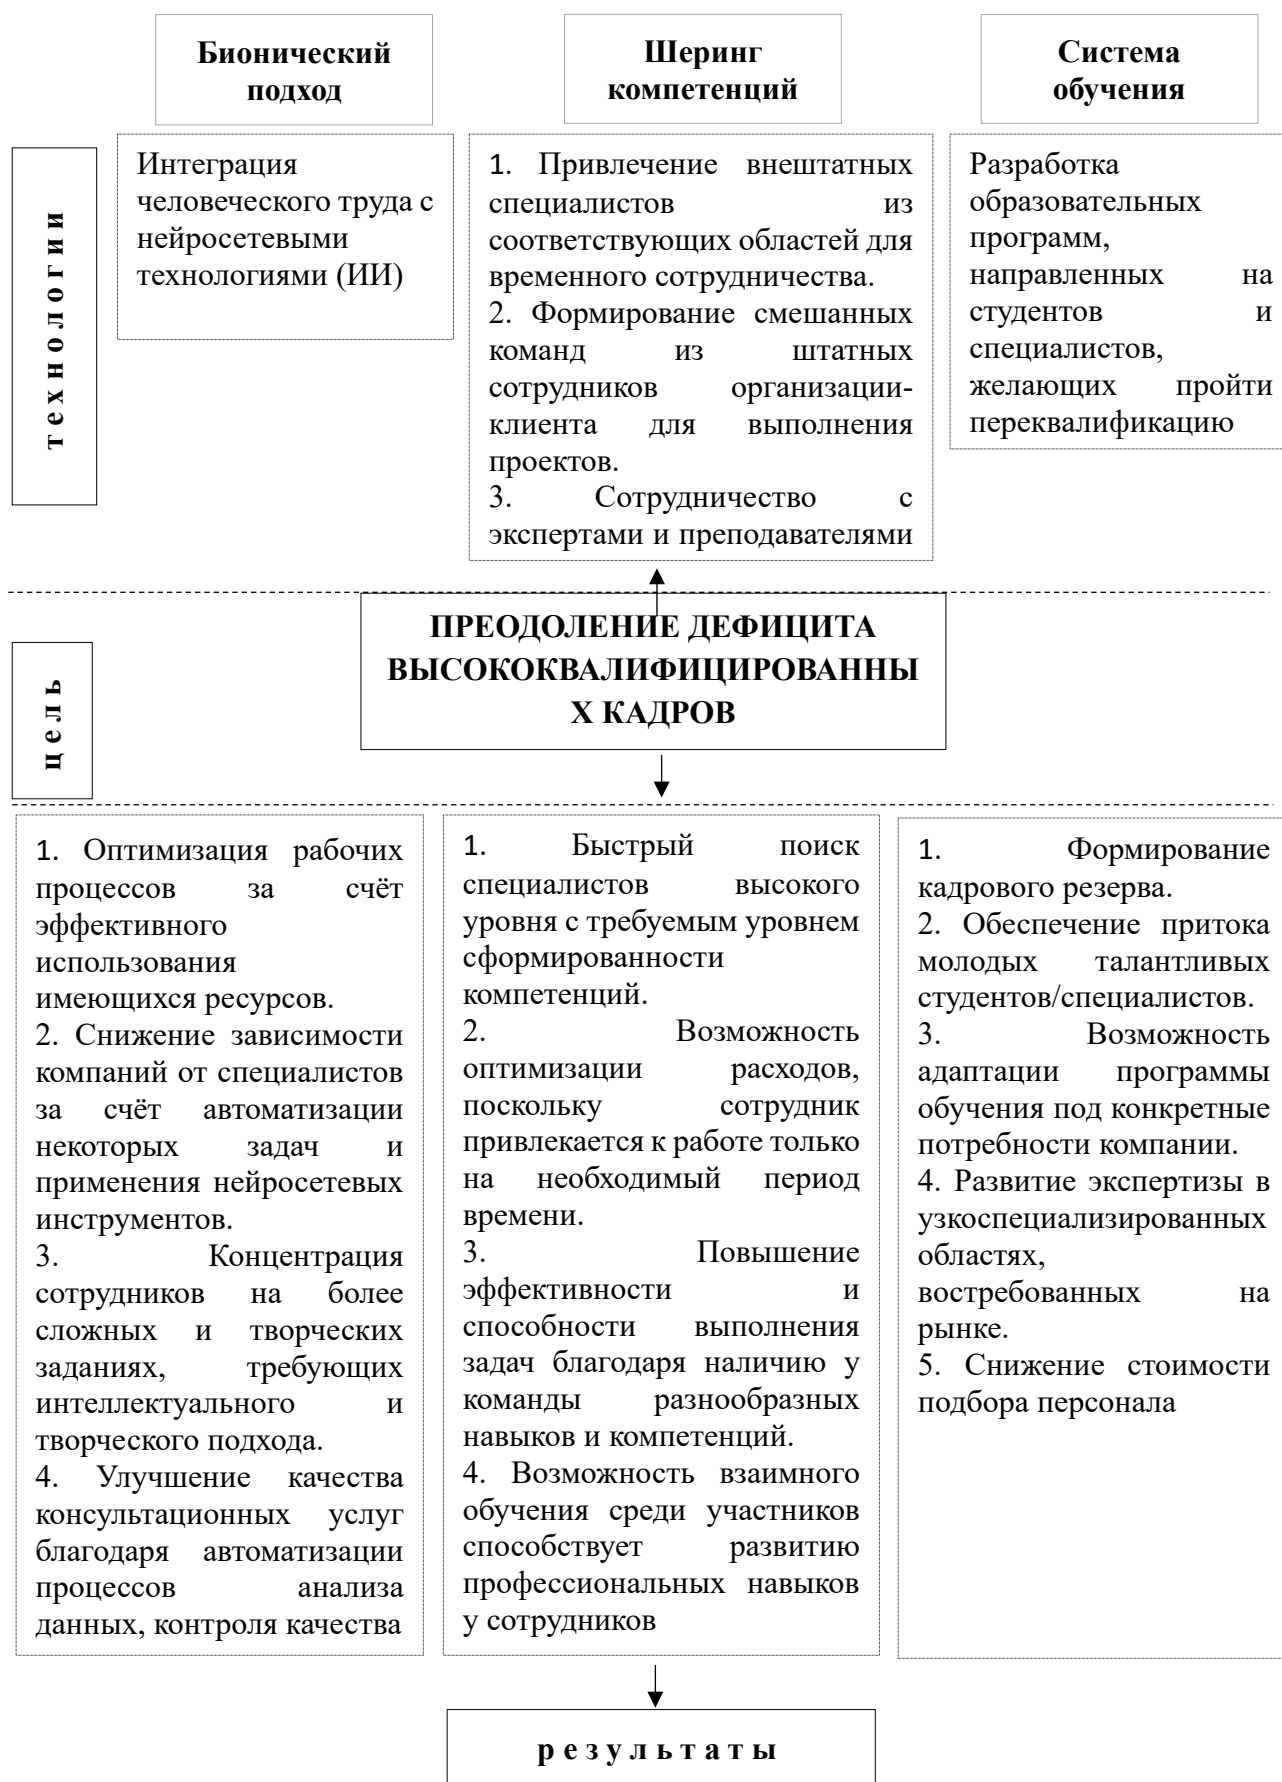 Бионический
подход
Шеринг
компетенций
Система
обучения
технологии
Интеграция
человеческого труда с
нейросетевыми
технологиями (ИИ)
1. Привлечение внештатных
специалистов из
соответствующих областей для
временного сотрудничества.
2. Формирование смешанных
команд из штатных
сотрудников организации-
клиента для выполнения
проектов.
3. Сотрудничество с
экспертами и преподавателями
Разработка
образовательных
программ,
направленных на
студентов и
специалистов,
желающих пройти
переквалификацию
цель
ПРЕОДОЛЕНИЕ ДЕФИЦИТА
ВЫСОКОКВАЛИФИЦИРОВАННЫ
Х КАДРОВ
1. Оптимизация рабочих
процессов за счёт
эффективного
использования
имеющихся ресурсов.
2. Снижение зависимости
компаний от специалистов
за счёт автоматизации
некоторых задач и
применения нейросетевых
инструментов.
3. Концентрация
сотрудников на более
сложных и творческих
заданиях, требующих
интеллектуального и
творческого подхода.
4. Улучшение качества
консультационных услуг
благодаря автоматизации
процессов анализа
данных, контроля качества
1. Быстрый поиск
специалистов высокого
уровня с требуемым уровнем
сформированности
компетенций.
2. Возможность
оптимизации расходов,
поскольку сотрудник
привлекается к работе только
на необходимый период
времени.
3. Повышение
эффективности и
способности выполнения
задач благодаря наличию у
команды разнообразных
навыков и компетенций.
4. Возможность взаимного
обучения среди участников
способствует развитию
профессиональных навыков
у сотрудников
1. Формирование
кадрового резерва.
2. Обеспечение притока
молодых талантливых
студентов/специалистов.
3. Возможность
адаптации программы
обучения под конкретные
потребности компании.
4. Развитие экспертизы в
узкоспециализированных
областях,
востребованных на
рынке.
5. Снижение стоимости
подбора персонала
результаты